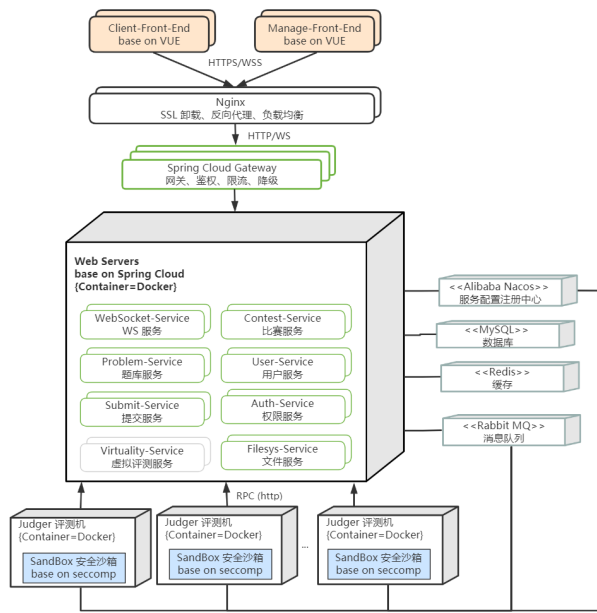 Client-Front-End
base on VUE
Manage-Front-End
base on VUE
HTTPS/WSS
Nginx
SSL 卸载、反向代理、负载均衡
HTTP/WS
Spring Cloud Gateway
网关、鉴权、限流、降级
Web Servers
base on Spring Cloud
{Container=Docker}
WebSocket-Service
WS 服务
Contest-Service
比赛服务
Problem-Service
题库服务
User-Service
用户服务
Submit-Service
提交服务
Auth-Service
权限服务
Virtuality-Service
虚拟评测服务
Filesys-Service
文件服务
<<Alibaba Nacos>>
服务配置注册中心
<<MySQL>>
数据库
<<Redis>>
缓存
<<Rabbit MQ>>
消息队列
RPC (http)
Judger 评测机
{Container=Docker}
SandBox 安全沙箱
base on seccomp
Judger 评测机
{Container=Docker}
SandBox 安全沙箱
base on seccomp
...
Judger 评测机
{Container=Docker}
SandBox 安全沙箱
base on seccomp